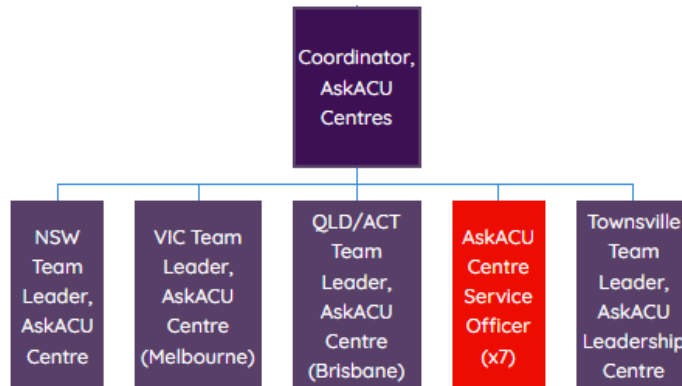 Coordinator,
AskACU
Centres
NSW
Team
Leader,
AskACU
Centre
VIC Team
Leader,
AskACU
Centre
(Melbourne)
QLD/ACT
Team
Leader,
AskACU
Centre
(Brisbane)
AskACU
Centre
Service
Officer
(x7)
Townsville
Team
Leader,
AskACU
Leadership
Centre